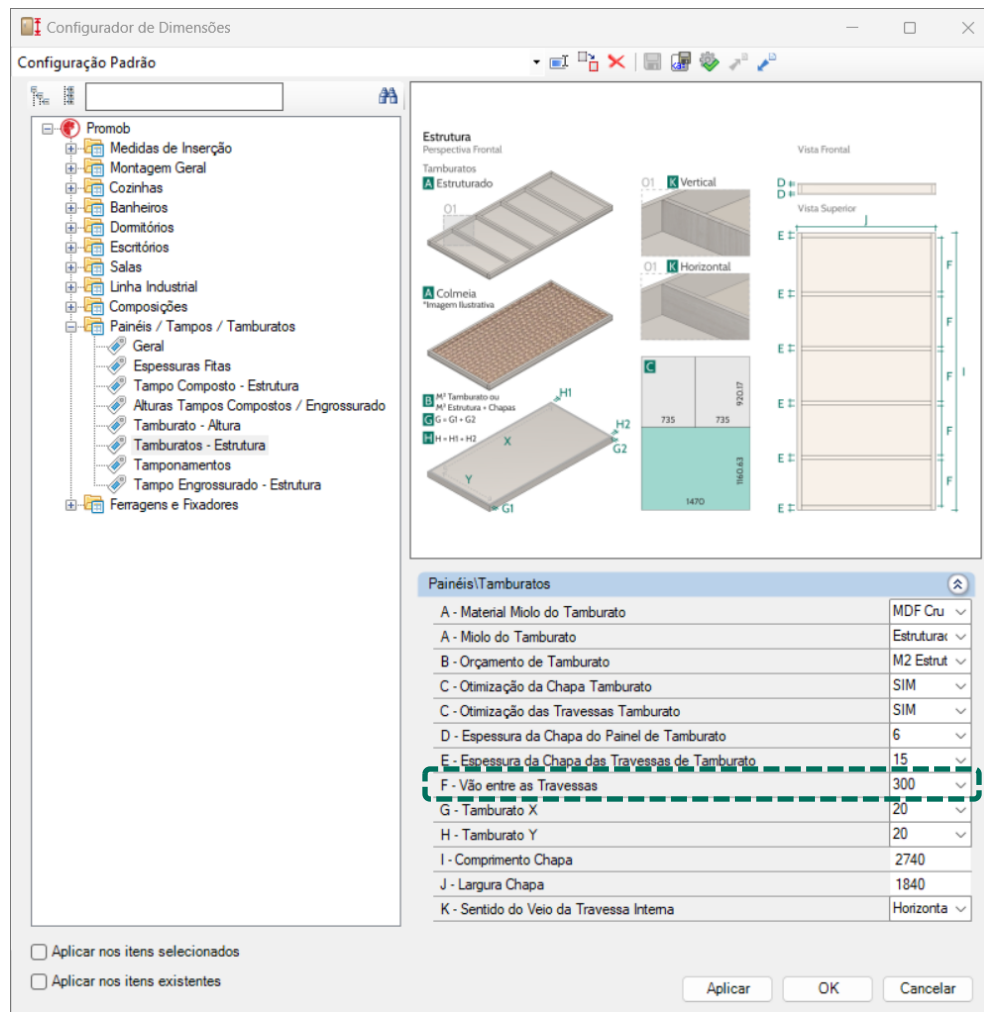 Configurador de Dimensões
Configuração Padrão
Promob
Medidas de Inserção
Montagem Geral
Cozinhas
Banheiros
Dormitórios
Escritórios
Salas
Linha Industrial
Composições
Painéis / Tampos / Tamburatos
Geral
Espessuras Fitas
Tampo Composto - Estrutura
Alturas Tampos Compostos / Engrossurado
Tamburato - Altura
Tamburatos - Estrutura
Tamponamentos
Tampo Engrossurado - Estrutura
Ferragens e Fixadores
Estrutura
Perspectiva Frontal
Tamburatos
A Estruturado
01
A Colmeia
*Imagem Ilustrativa
B M² Tamburato ou
M² Estrutura + Chapas
G G = G1 + G2
H H = H1 + H2
H1
H2
G2
X
Y
G1
01 K Vertical
01 K Horizontal
C
735 735 920.17
1470 1160.63
Vista Frontal
D
D
Vista Superior
J
E
F
E
F
E
F I
E
F
E
F
E
Painéis\Tamburatos
A - Material Miolo do Tamburato MDF Cru
A - Miolo do Tamburato Estruturac
B - Orçamento de Tamburato M2 Estrut
C - Otimização da Chapa Tamburato SIM
C - Otimização das Travessas Tamburato SIM
D - Espessura da Chapa do Painel de Tamburato 6
E - Espessura da Chapa das Travessas de Tamburato 15
F - Vão entre as Travessas 300
G - Tamburato X 20
H - Tamburato Y 20
I - Comprimento Chapa 2740
J - Largura Chapa 1840
K - Sentido do Veio da Travessa Interna Horizonta
Aplicar nos itens selecionados
Aplicar nos itens existentes
Aplicar OK Cancelar